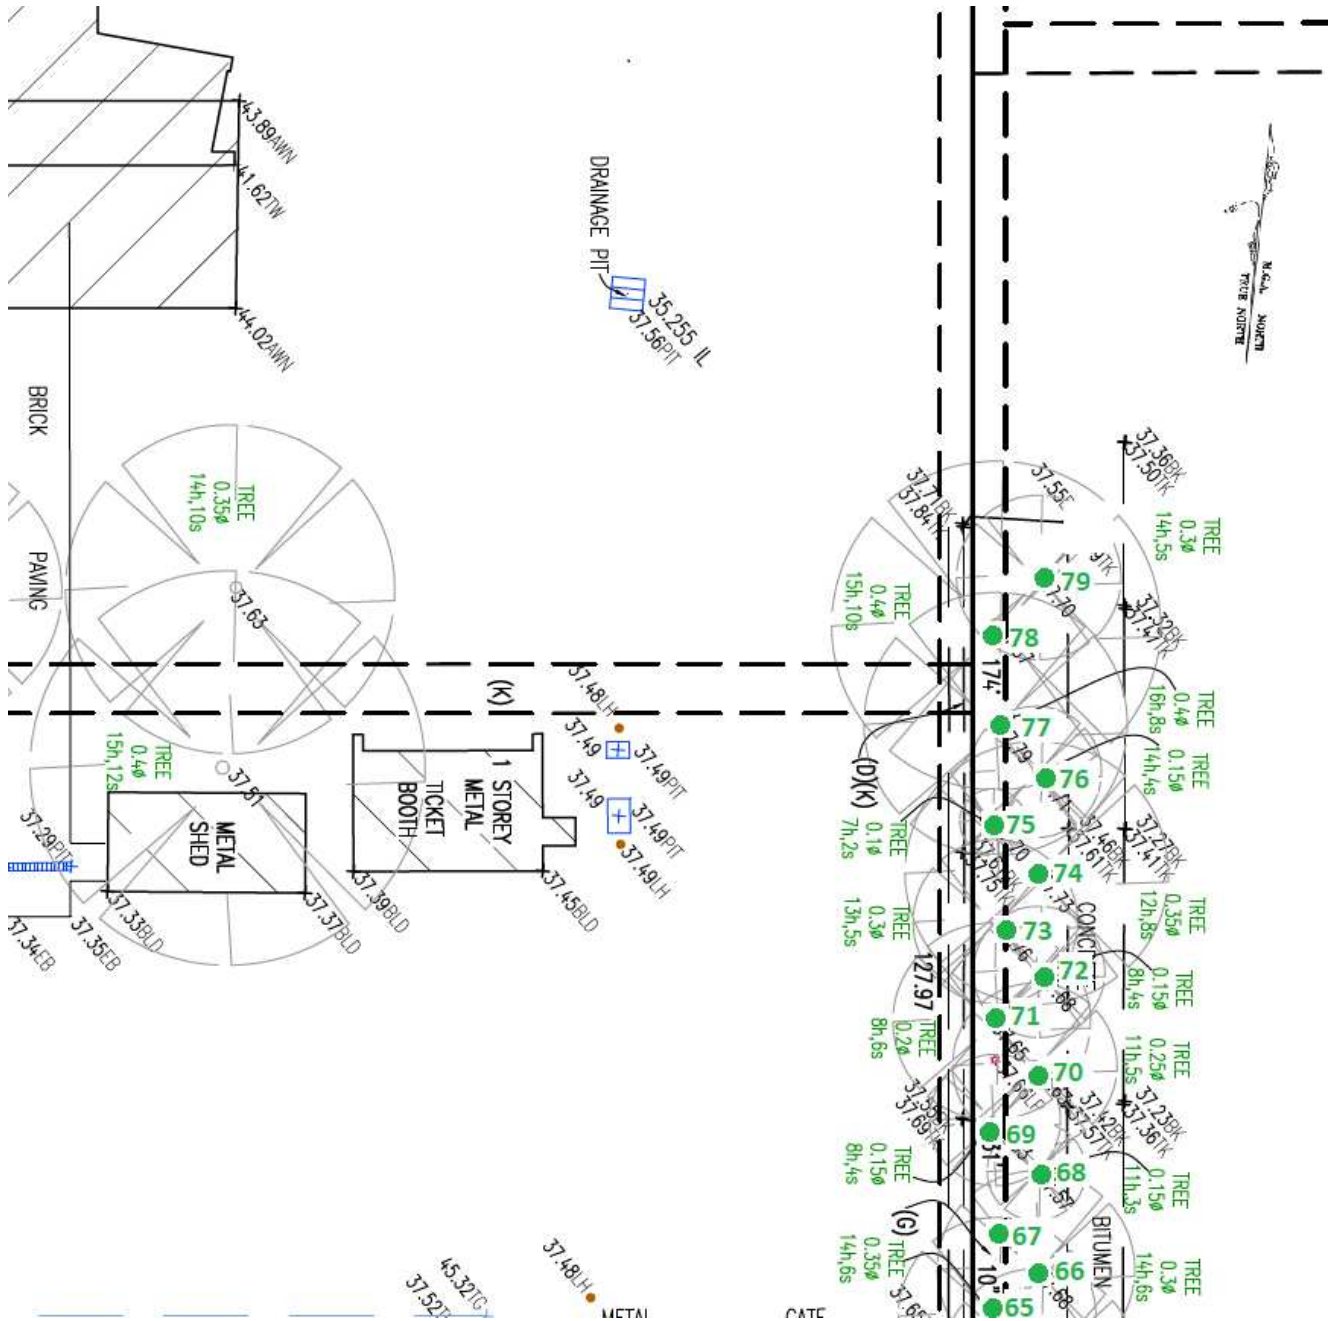 43.89AWN
41.62TW
44.02AWN
DRAINAGE PIT
35.255 IL
37.56PIT
M.G.A. NORTH
TRUE NORTH
BRICK
PAVING
TREE
0.35ø
14h,10s
37.63
TREE
0.4ø
15h,12s
37.51
METAL
SHED
1 STOREY
METAL
TICKET
BOOTH
(K)
37.48LH
37.49
37.49PIT
37.49
37.49PIT
37.49LH
37.29PIT
37.34EB
37.35EB
37.33BLD
37.37BLD
37.39BLD
37.45BLD
37.36BK
37.50TK
37.55E
37.71BK
TREE
0.3ø
14h,5s
79
TREE
0.4ø
15h,10s
78
37.32BK
37.47TK
174°
TREE
0.4ø
16h,8s
77
TREE
0.15ø
14h,4s
76
(D)(K)
TREE
0.1ø
7h,2s
75
37.27BK
37.41TK
37.46BK
37.61TK
74
TREE
0.3ø
13h,5s
TREE
0.35ø
12h,8s
73
72
127.97
TREE
0.15ø
8h,4s
71
TREE
0.2ø
8h,6s
TREE
0.25ø
11h,5s
70
37.69TK
37.23BK
37.36TK
37.42BK
37.57TK
69
31"
TREE
0.15ø
8h,4s
68
TREE
0.15ø
11h,3s
(G)
67
BITUMEN
TREE
0.35ø
14h,6s
10"
66
TREE
0.3ø
14h,6s
65
37.48LH
45.32TG
METAL
GATE